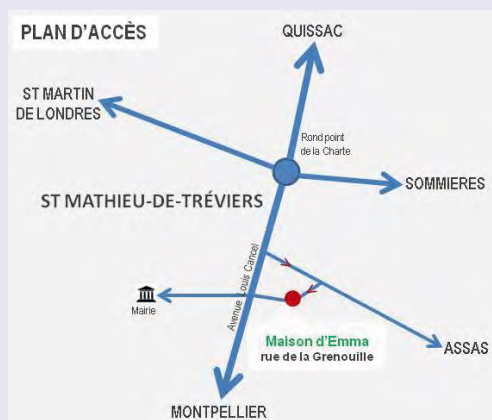 PLAN D'ACCÈS
QUISSAC
ST MARTIN
DE LONDRES
Rond point
de la Charte
SOMMIERES
ST MATHIEU-DE-TRÉVIERS
Avenue Louis Cancel
Mairie
Maison d'Emma
rue de la Grenouille
ASSAS
MONTPELLIER